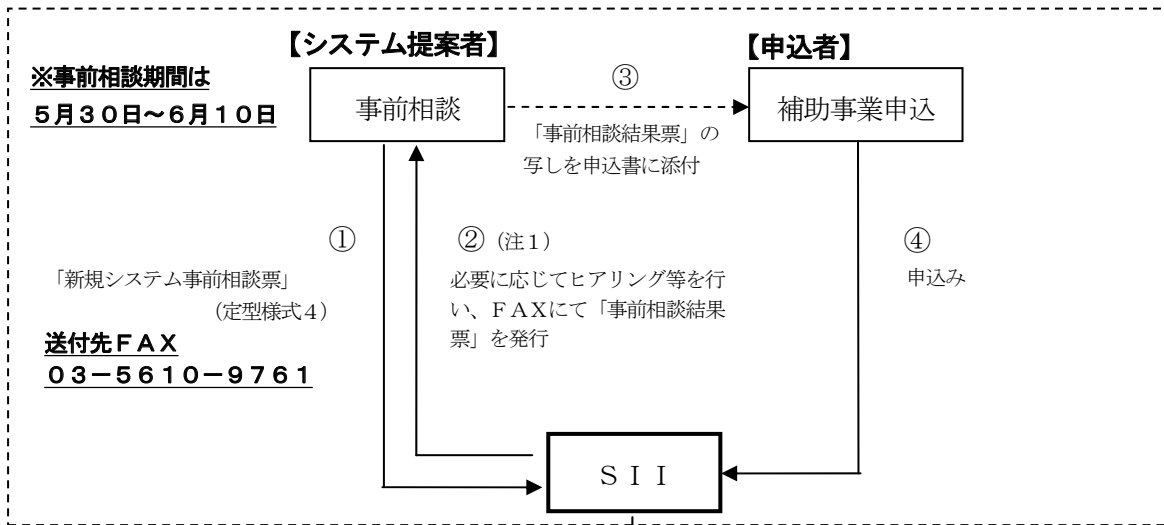 【システム提案者】
【申込者】
※事前相談期間は
5月30日～6月10日
事前相談
③
補助事業申込
「事前相談結果票」の
写しを申込書に添付
①
「新規システム事前相談票」
(定型様式4)
送付先FAX
03-5610-9761
②(注1)
必要に応じてヒアリング等を行
い、FAXにて「事前相談結果
票」を発行
④
申込み
SII